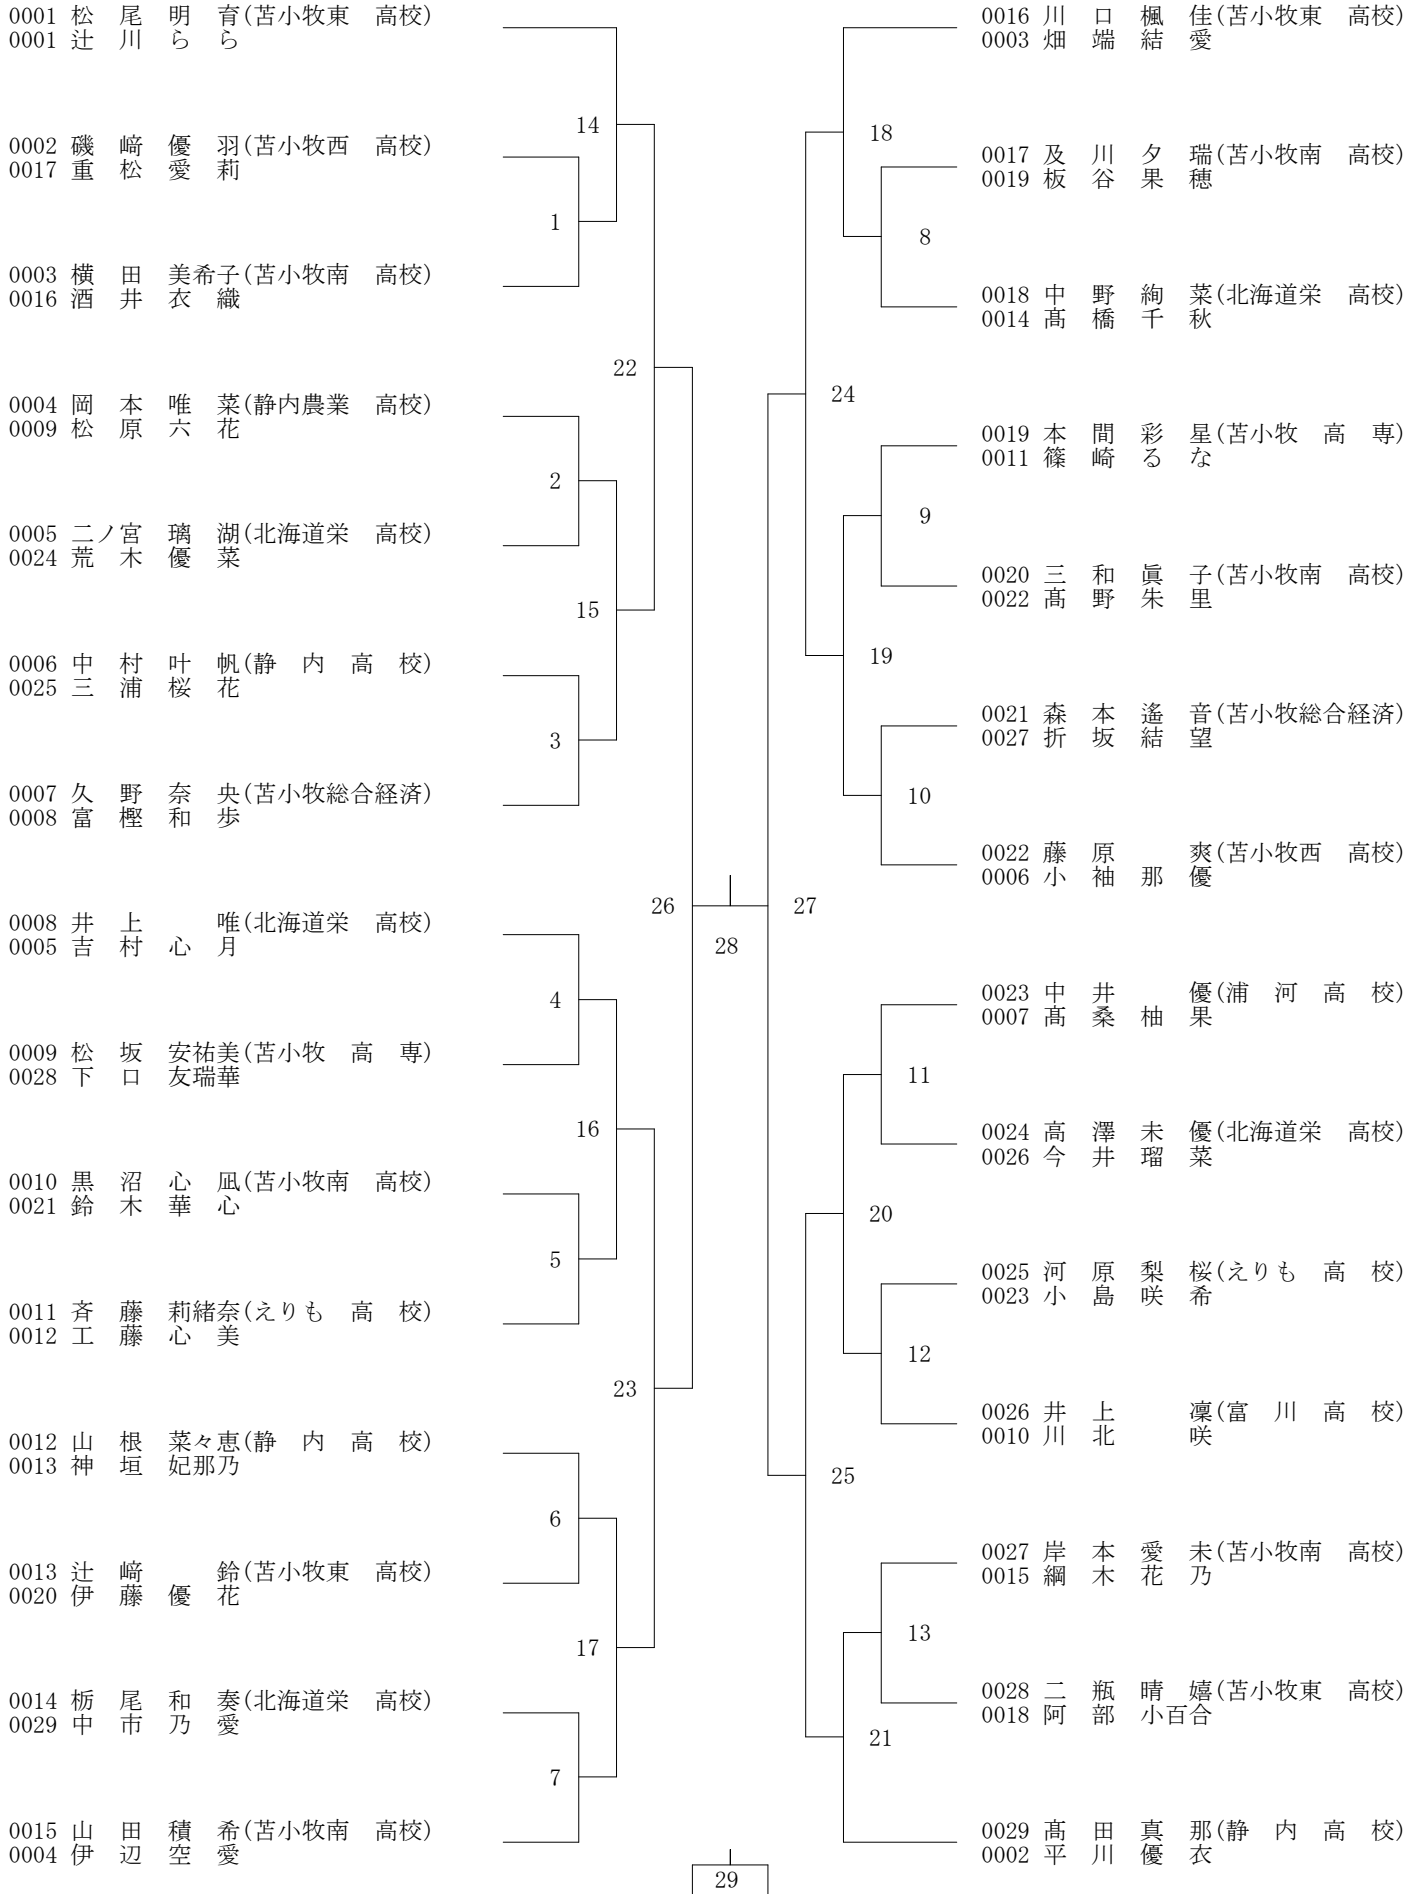 0001 松　尾　明　育(苫小牧東　高校)
0001 辻　川　ら　ら
14
0002 磯　﨑　優　羽(苫小牧西　高校)
0017 重　松　愛　莉
1
0003 横　田　美希子(苫小牧南　高校)
0016 酒　井　衣　織
22
0004 岡　本　唯　菜(静内農業　高校)
0009 松　原　六　花
2
0005 二ノ宮　璃　湖(北海道栄　高校)
0024 荒　木　優　菜
15
0006 中　村　叶　帆(静　内　高　校)
0025 三　浦　桜　花
3
0007 久　野　奈　央(苫小牧総合経済)
0008 富　樫　和　歩
26
0008 井　上　　　唯(北海道栄　高校)
0005 吉　村　心　月
4
0009 松　坂　安祐美(苫小牧　高　専)
0028 下　口　友瑞華
16
0010 黒　沼　心　凪(苫小牧南　高校)
0021 鈴　木　華　心
5
0011 斉　藤　莉緒奈(えりも　高　校)
0012 工　藤　心　美
23
0012 山　根　菜々恵(静　内　高　校)
0013 神　垣　妃那乃
6
0013 辻　﨑　　　鈴(苫小牧東　高校)
0020 伊　藤　優　花
17
0014 栃　尾　和　奏(北海道栄　高校)
0029 中　市　乃　愛
7
0015 山　田　積　希(苫小牧南　高校)
0004 伊　辺　空　愛
28
29
0016 川　口　楓　佳(苫小牧東　高校)
0003 畑　端　結　愛
18
0017 及　川　夕　瑞(苫小牧南　高校)
0019 板　谷　果　穂
8
0018 中　野　絢　菜(北海道栄　高校)
0014 髙　橋　千　秋
24
0019 本　間　彩　星(苫小牧　高　専)
0011 篠　崎　る　な
9
0020 三　和　眞　子(苫小牧南　高校)
0022 髙　野　朱　里
19
0021 森　本　遙　音(苫小牧総合経済)
0027 折　坂　結　望
10
0022 藤　原　　　爽(苫小牧西　高校)
0006 小　袖　那　優
27
0023 中　井　　　優(浦　河　高　校)
0007 髙　桑　柚　果
11
0024 高　澤　未　優(北海道栄　高校)
0026 今　井　瑠　菜
20
0025 河　原　梨　桜(えりも　高　校)
0023 小　島　咲　希
12
0026 井　上　　　凜(富　川　高　校)
0010 川　北　　　咲
25
0027 岸　本　愛　未(苫小牧南　高校)
0015 綱　木　花　乃
13
0028 二　瓶　晴　嬉(苫小牧東　高校)
0018 阿　部　小百合
21
0029 髙　田　真　那(静　内　高　校)
0002 平　川　優　衣